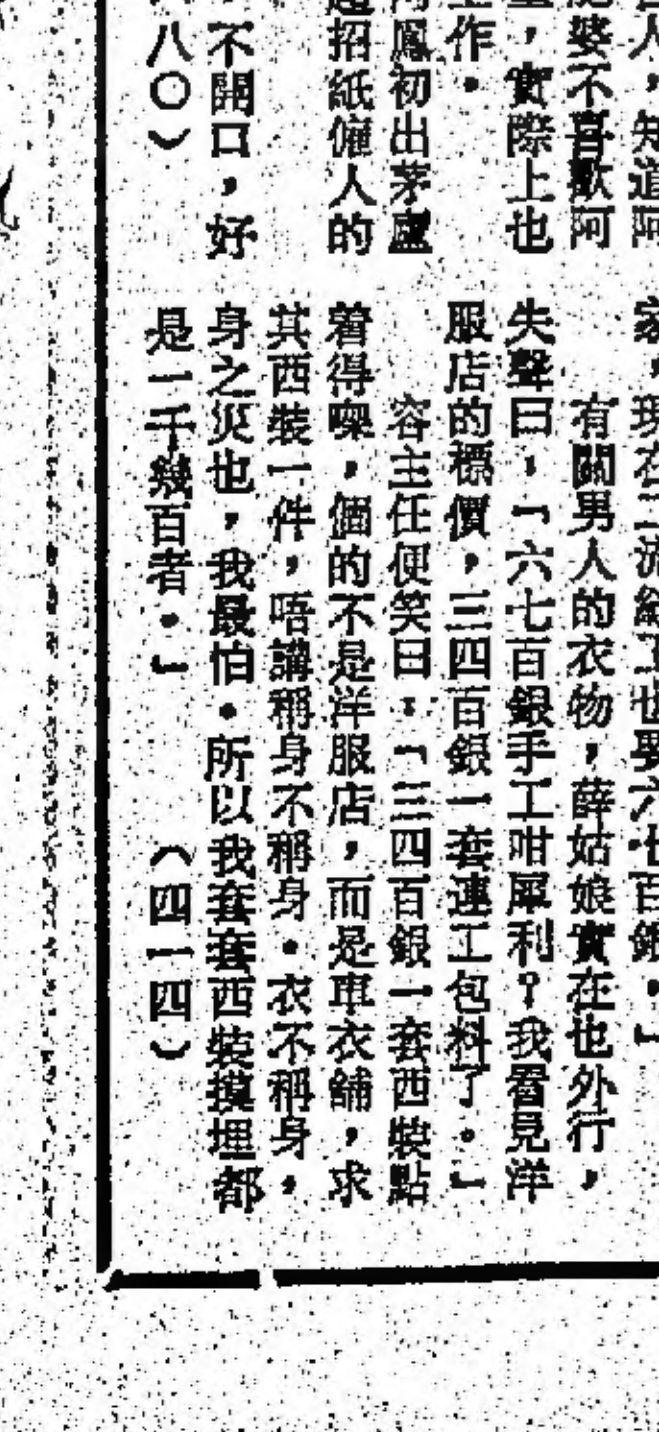 人，知道阿
婆不喜歡阿
，實際上也
作。
鳳初出茅廬
招紙僱人的
不開口，好
八〇）
家，現在二流縫工也要六七百銀。」
有關男人的衣物，薛姑娘實在也外行，
失聲曰，「六七百銀手工咁犀利？我看見洋
服店的標價，三四百銀一套連工包料了。」
容主任便笑曰：「三四百銀一套西裝點
着得㗎，個的不是洋服店，而是車衣舖，求
其西裝一件，唔講稱身不稱身。衣不稱身，
身之災也，我最怕。所以我套套西裝摸埋都
是一千幾百者。」　（四一四）